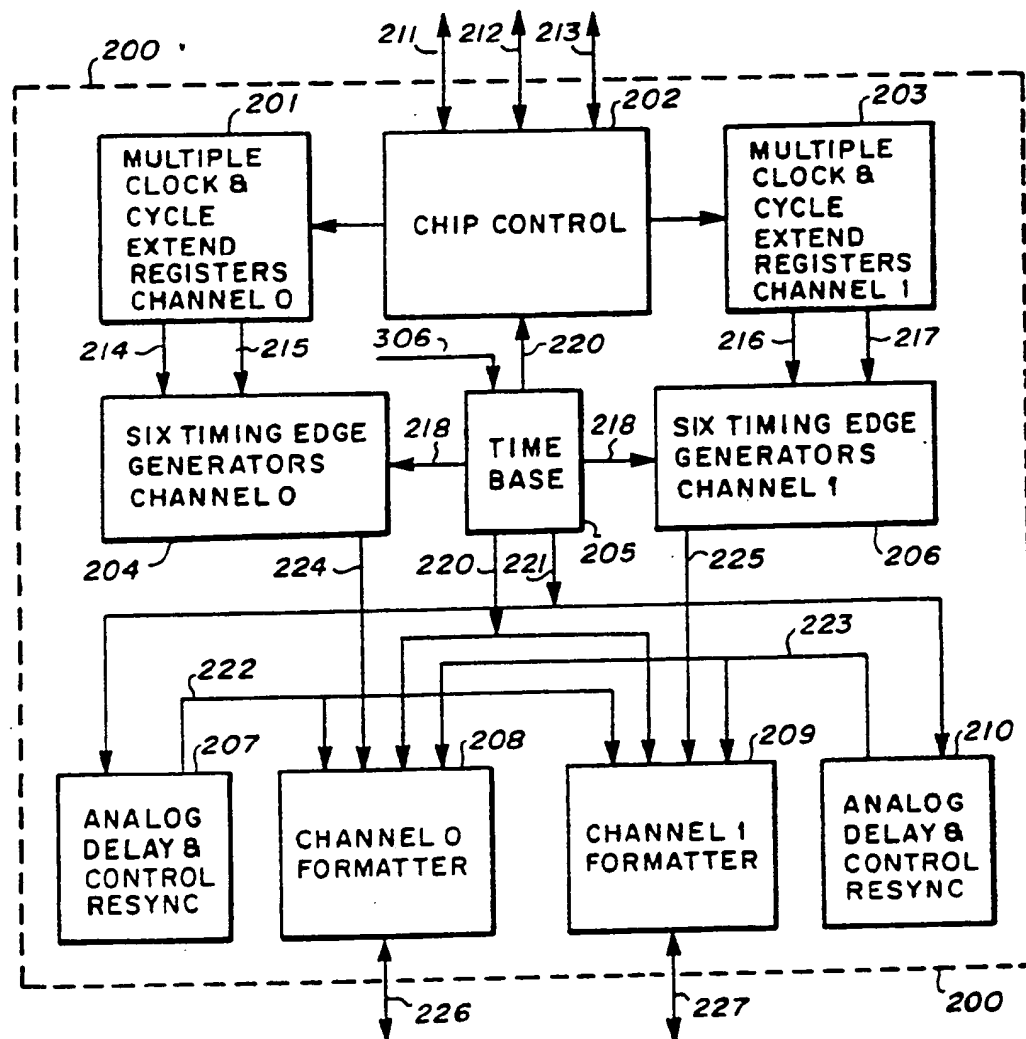 211
212
213
200
201
202
203
MULTIPLE
CLOCK &
CYCLE
EXTEND
REGISTERS
CHANNEL 0
CHIP CONTROL
MULTIPLE
CLOCK &
CYCLE
EXTEND
REGISTERS
CHANNEL 1
214
215
306
220
216
217
SIX TIMING EDGE
GENERATORS
CHANNEL 0
218
TIME
BASE
218
SIX TIMING EDGE
GENERATORS
CHANNEL 1
204
224
220
221
205
225
206
222
223
207
208
209
210
ANALOG
DELAY &
CONTROL
RESYNC
CHANNEL 0
FORMATTER
CHANNEL 1
FORMATTER
ANALOG
DELAY &
CONTROL
RESYNC
226
227
200